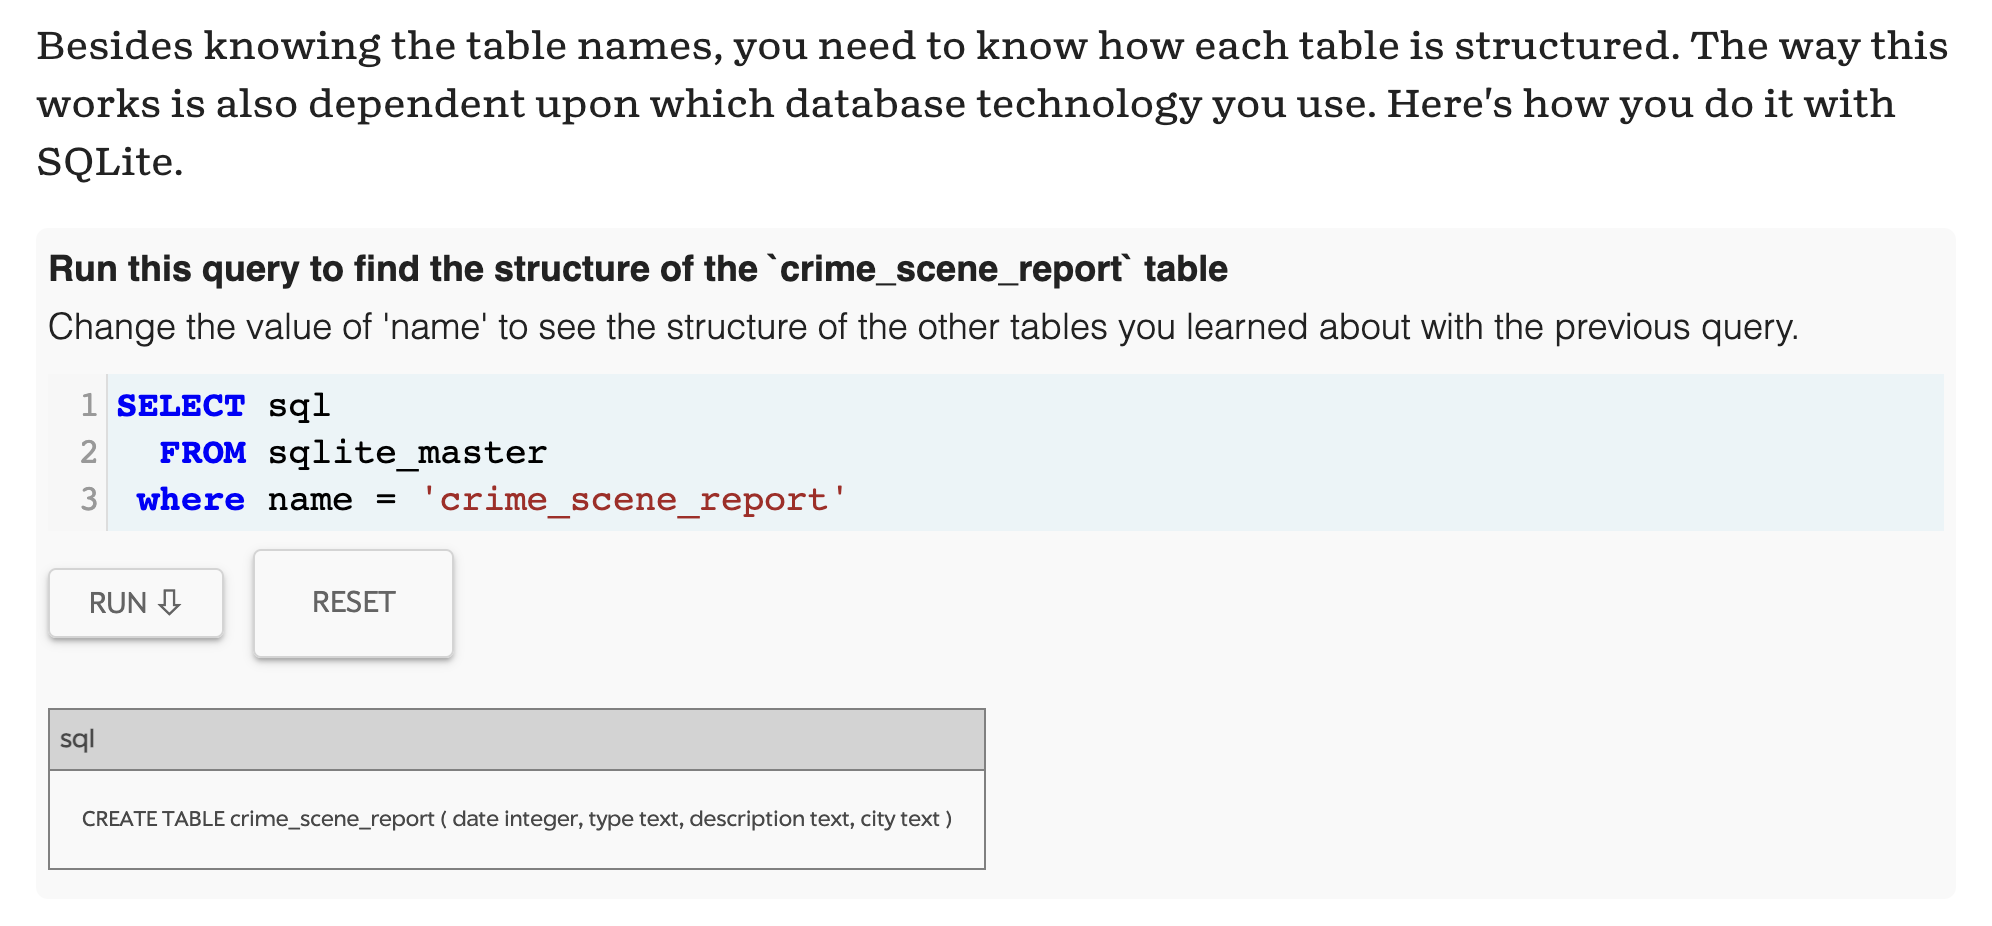 Besides knowing the table names, you need to know how each table is structured. The way this
works is also dependent upon which database technology you use. Here's how you do it with
SQLite.
Run this query to find the structure of the `crime_scene_report` table
Change the value of 'name' to see the structure of the other tables you learned about with the previous query.
1 SELECT sql
2   FROM sqlite_master
3  where name = 'crime_scene_report'
RUN ⇩ RESET
sql
CREATE TABLE crime_scene_report ( date integer, type text, description text, city text )